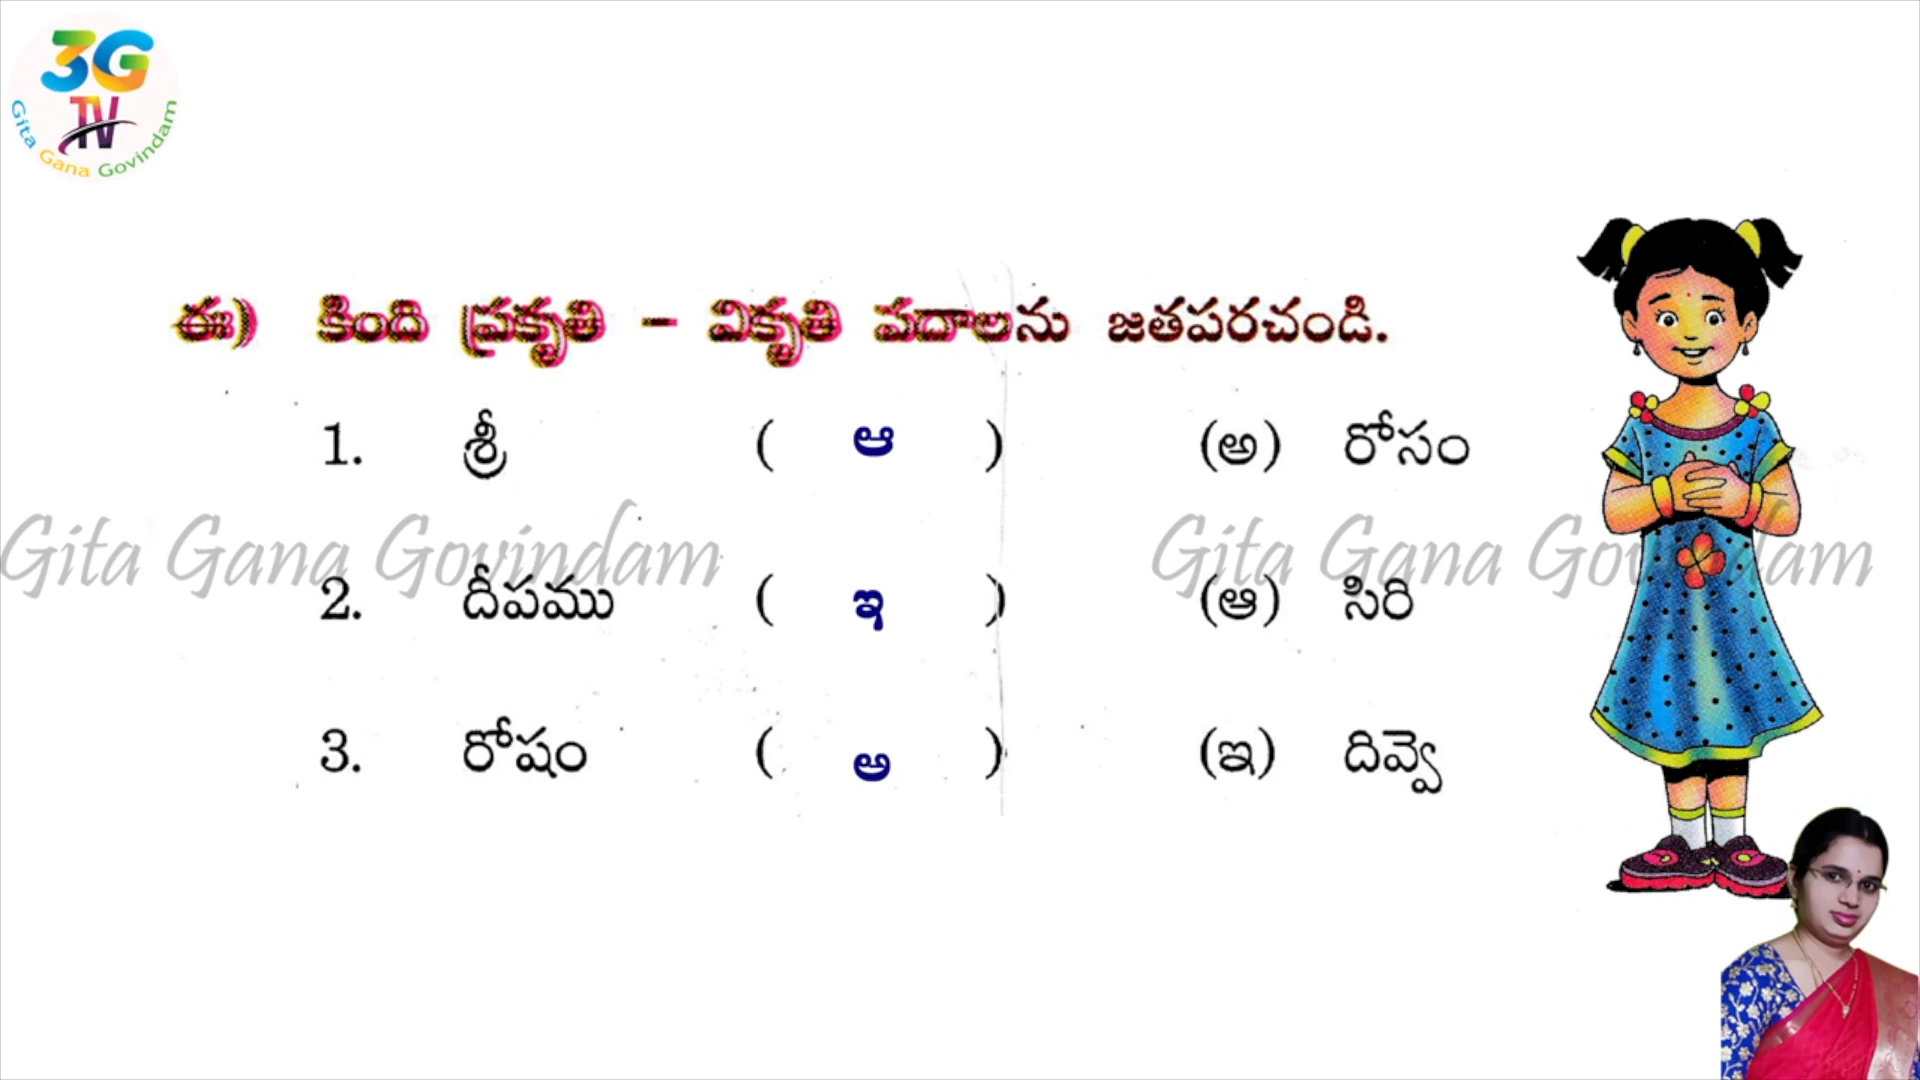 3G
TV
Gita Gana Govindam
ఈ) కింది ప్రకృతి - వికృతి పదాలను జతపరచండి.
1. శ్రీ ( ఆ ) (అ) రోసం
Gita Gana Govindam Gita Gana Govindam
2. దీపము ( ఇ ) (ఆ) సిరి
3. రోషం ( అ ) (ఇ) దివ్వె